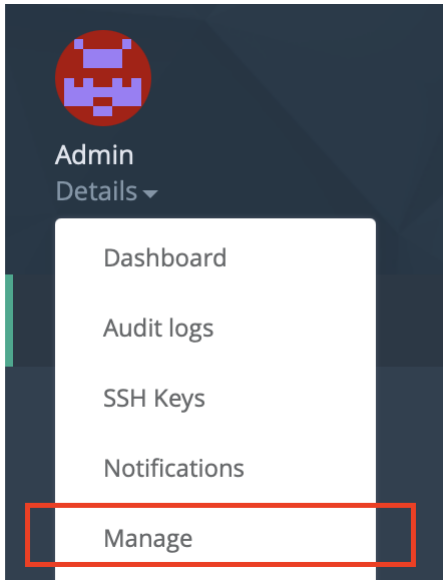 Admin
Details
Dashboard
Audit logs
SSH Keys
Notifications
Manage